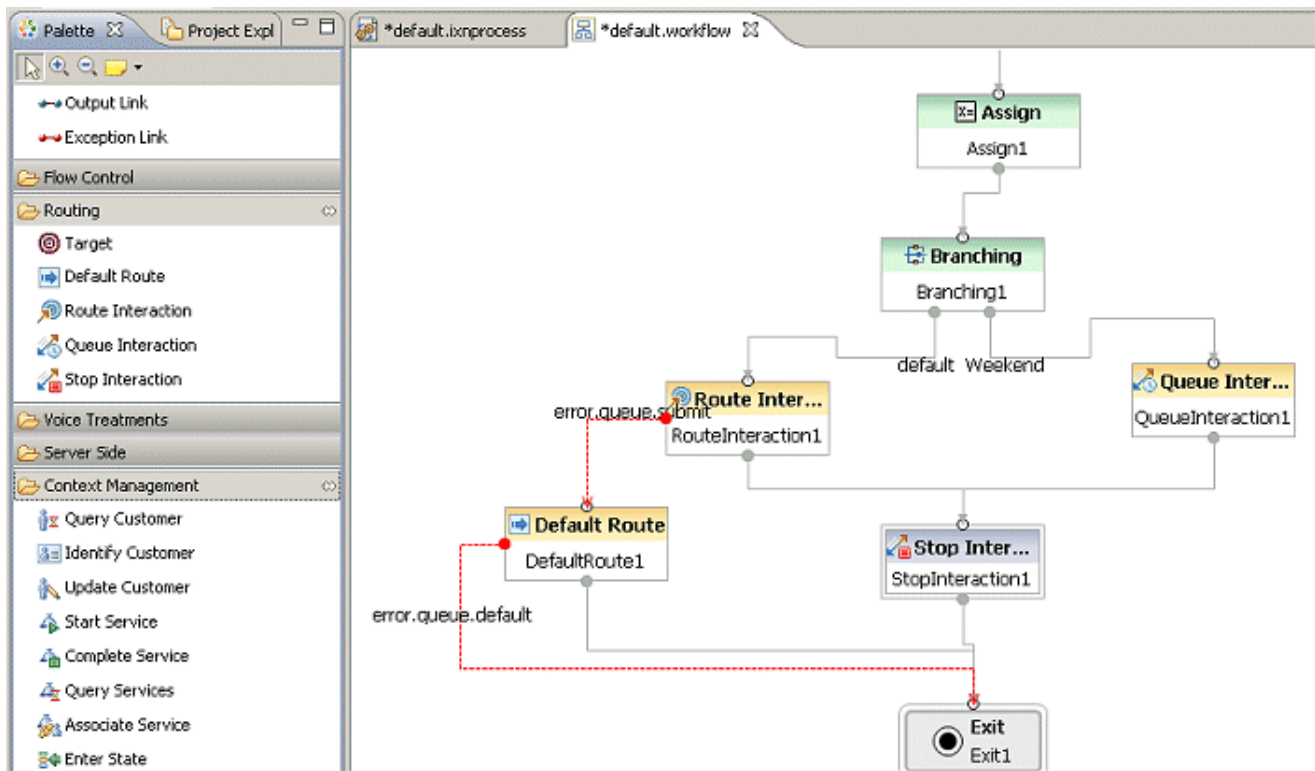 Palette
Project Expl
*default.ixnprocess
*default.workflow
Output Link
Exception Link
Flow Control
Routing
Target
Default Route
Route Interaction
Queue Interaction
Stop Interaction
Voice Treatments
Server Side
Context Management
Query Customer
Identify Customer
Update Customer
Start Service
Complete Service
Query Services
Associate Service
Enter State
X= Assign
Assign1
Branching
Branching1
default Weekend
Route Inter...
RouteInteraction1
Queue Inter...
QueueInteraction1
error.queue.submit
Default Route
DefaultRoute1
Stop Inter...
StopInteraction1
error.queue.default
Exit
Exit1